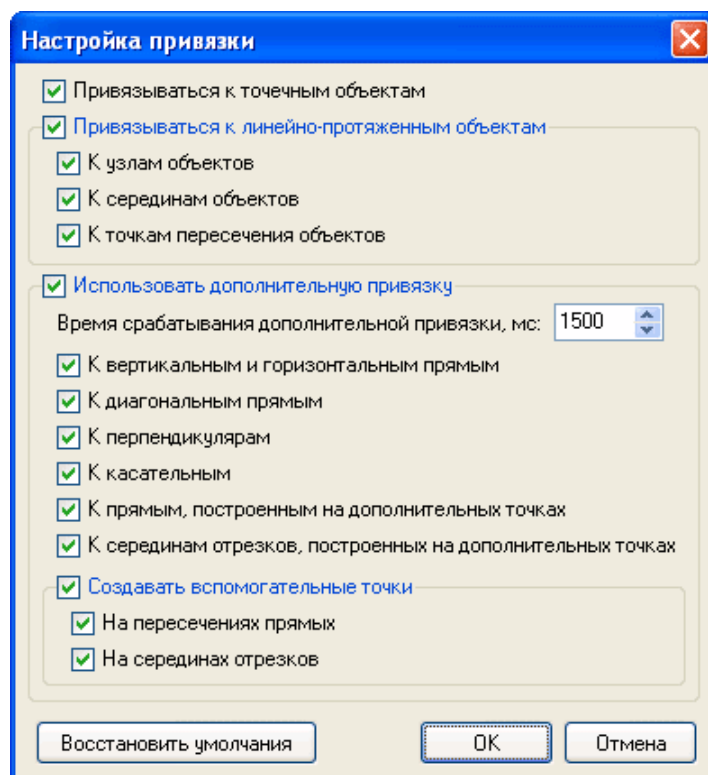 Настройка привязки
Привязываться к точечным объектам
Привязываться к линейно-протяженным объектам
К узлам объектов
К серединам объектов
К точкам пересечения объектов
Использовать дополнительную привязку
Время срабатывания дополнительной привязки, мс: 1500
К вертикальным и горизонтальным прямым
К диагональным прямым
К перпендикулярам
К касательным
К прямым, построенным на дополнительных точках
К серединам отрезков, построенных на дополнительных точках
Создавать вспомогательные точки
На пересечениях прямых
На серединах отрезков
Восстановить умолчания OK Отмена